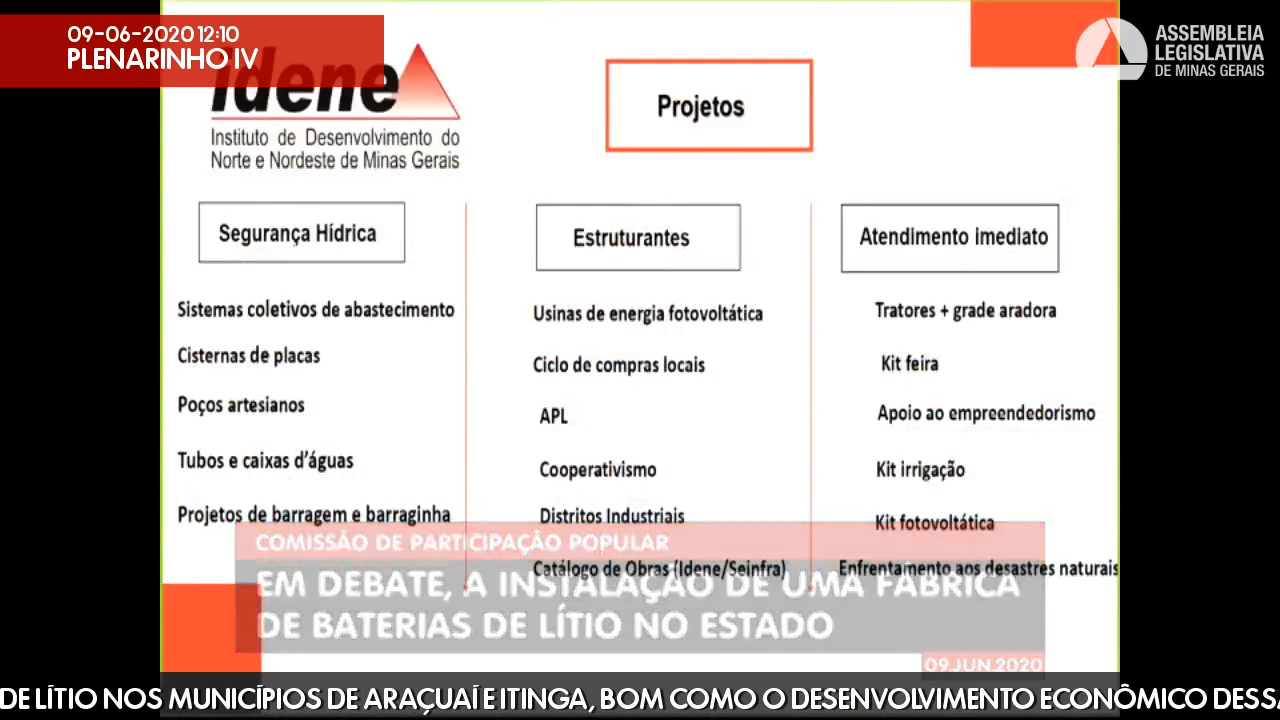 09-06-2020 12:10
PLENARINHO IV
ASSEMBLEIA
LEGISLATIVA
DE MINAS GERAIS
idene
Instituto de Desenvolvimento do
Norte e Nordeste de Minas Gerais
Projetos
Segurança Hídrica
Sistemas coletivos de abastecimento
Cisternas de placas
Poços artesianos
Tubos e caixas d'águas
Projetos de barragem e barraginha
Estruturantes
Usinas de energia fotovoltática
Ciclo de compras locais
APL
Cooperativismo
Distritos Industriais
Catálogo de Obras (Idene/Seinfra)
Atendimento imediato
Tratores + grade aradora
Kit feira
Apoio ao empreendedorismo
Kit irrigação
Kit fotovoltática
Enfrentamento aos desastres naturais
COMISSÃO DE PARTICIPAÇÃO POPULAR
EM DEBATE, A INSTALAÇÃO DE UMA FÁBRICA
DE BATERIAS DE LÍTIO NO ESTADO
09.JUN.2020
DE LÍTIO NOS MUNICÍPIOS DE ARAÇUAÍ E ITINGA, BOM COMO O DESENVOLVIMENTO ECONÔMICO DESS